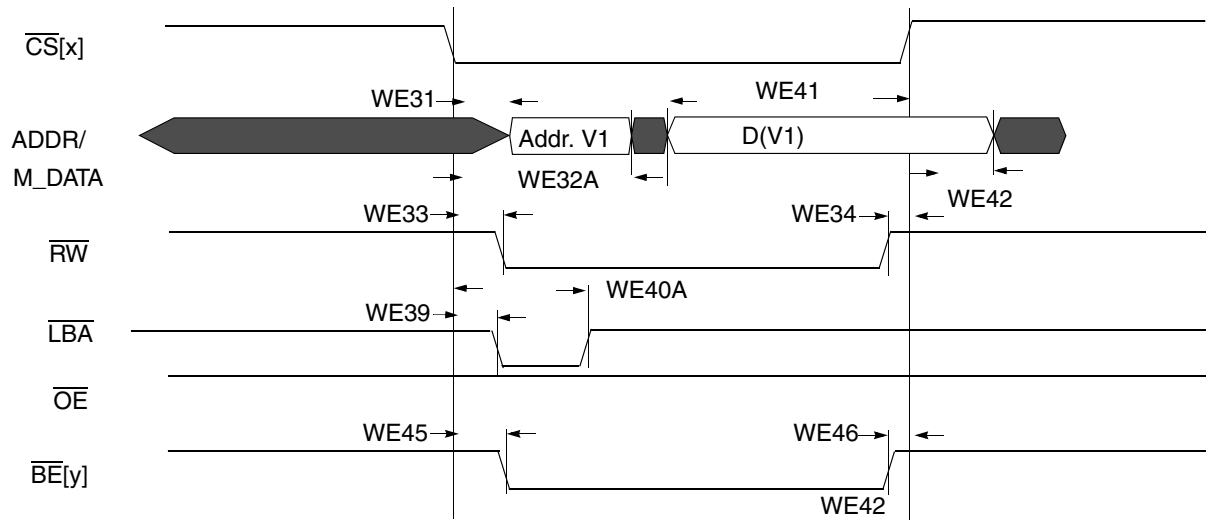 CS[x]
WE31
WE41
ADDR/
M_DATA
Addr. V1
D(V1)
WE32A
WE42
WE33
WE34
RW
WE40A
WE39
LBA
OE
WE45
WE46
BE[y]
WE42